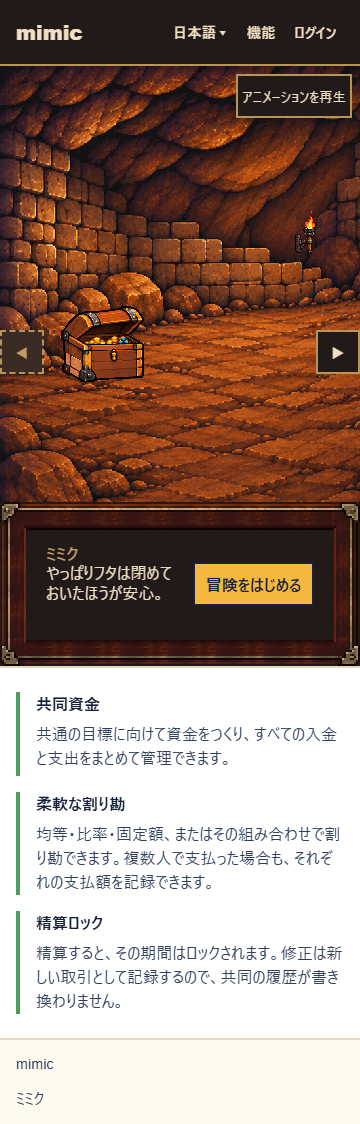 mimic
日本語▾ 機能 ログイン
アニメーションを再生
ミミク
やっぱりフタは閉めて
おいたほうが安心。
冒険をはじめる
共同資金
共通の目標に向けて資金をつくり、すべての入金
と支出をまとめて管理できます。
柔軟な割り勘
均等・比率・固定額、またはその組み合わせで割
り勘できます。複数人で支払った場合も、それぞ
れの支払額を記録できます。
精算ロック
精算すると、その期間はロックされます。修正は新
しい取引として記録するので、共同の履歴が書き
換わりません。
mimic
ミミク